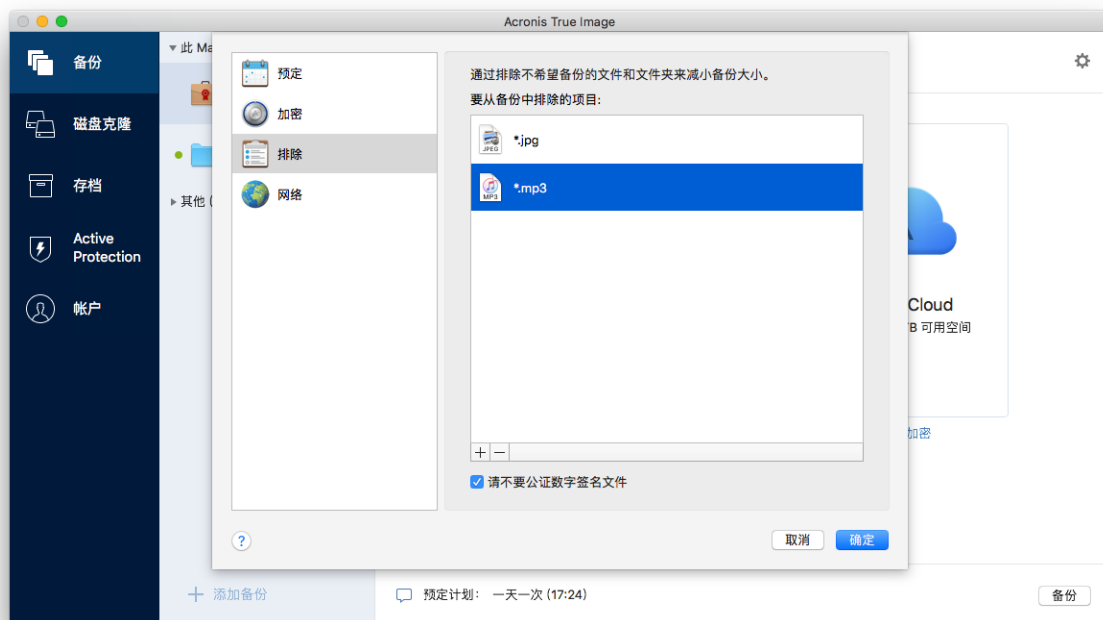 Acronis True Image
备份
磁盘克隆
存档
Active
Protection
帐户
此 Ma
其他 (
添加备份
预定
加密
排除
网络
通过排除不希望备份的文件和文件夹来减小备份大小。
要从备份中排除的项目:
JPEG
*.jpg
MP3
*.mp3
请不要公证数字签名文件
?
取消
确定
Cloud
B 可用空间
加密
预定计划： 一天一次 (17:24)
备份